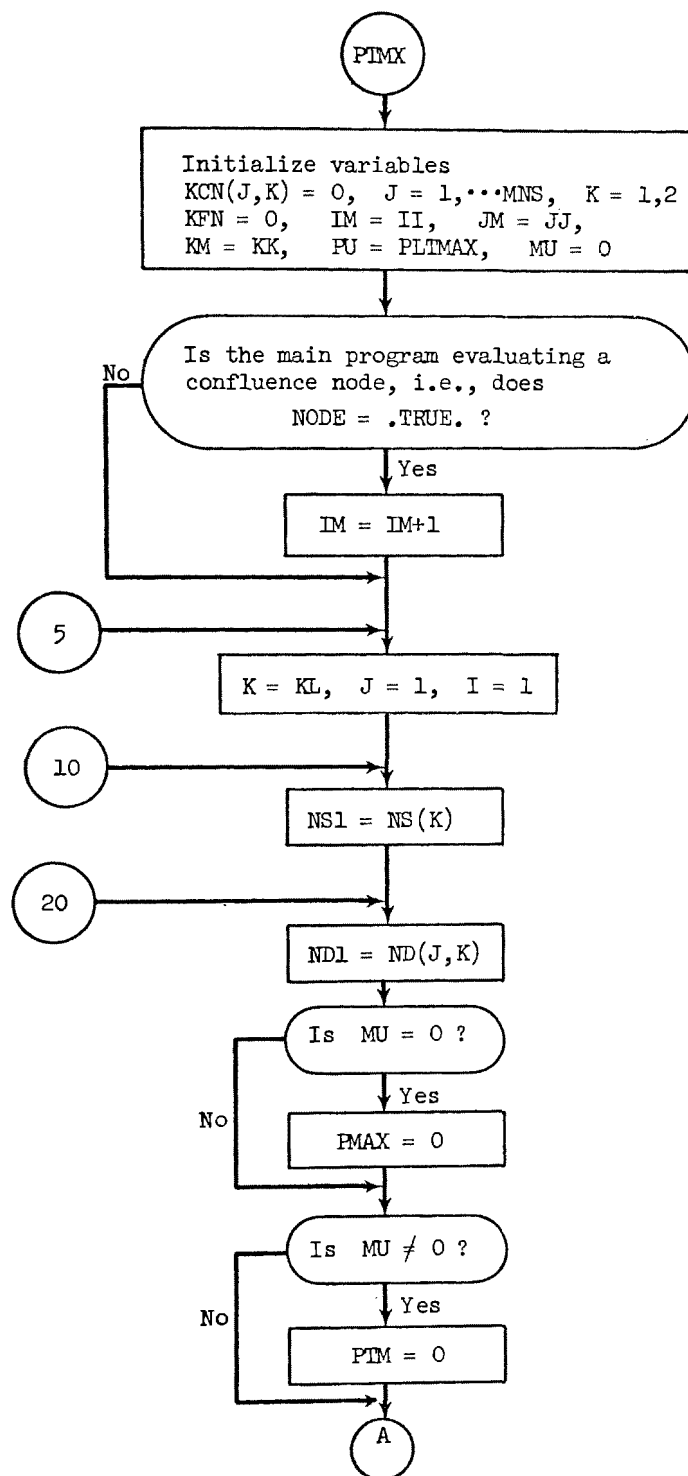 PTMX
Initialize variables
KCN(J,K) = 0, J = 1,···MNS, K = 1,2
KFN = 0, IM = II, JM = JJ,
KM = KK, PU = PLTMAX, MU = 0
Is the main program evaluating a
No
confluence node, i.e., does
NODE = .TRUE. ?
Yes
IM = IM+1
5
K = KL, J = 1, I = 1
10
NS1 = NS(K)
20
ND1 = ND(J,K)
Is MU = 0 ?
Yes
No
PMAX = 0
Is MU ≠ 0 ?
Yes
No
PTM = 0
A